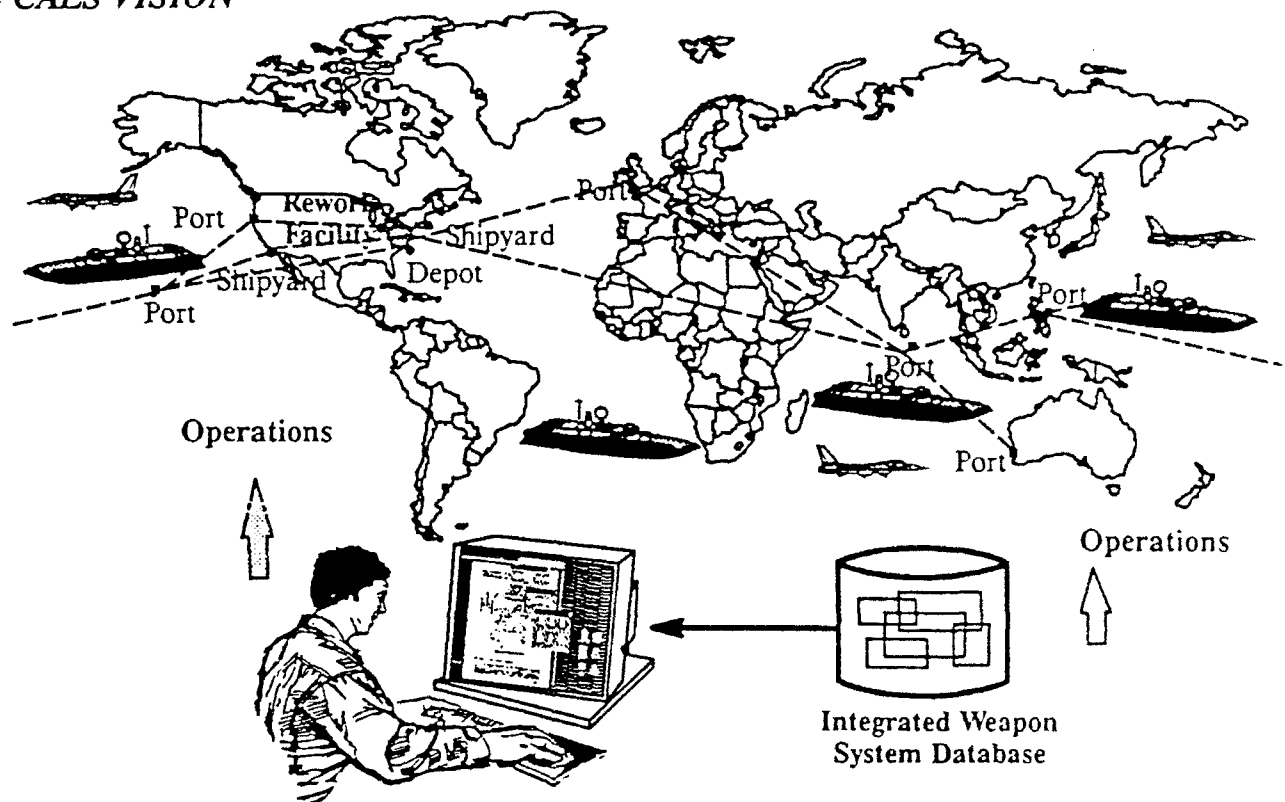 CALS VISION
Port
Rework
Facility
Port
Shipyard
Shipyard
Depot
Port
Port
Port
Port
Operations
Port
Operations
Integrated Weapon
System Database